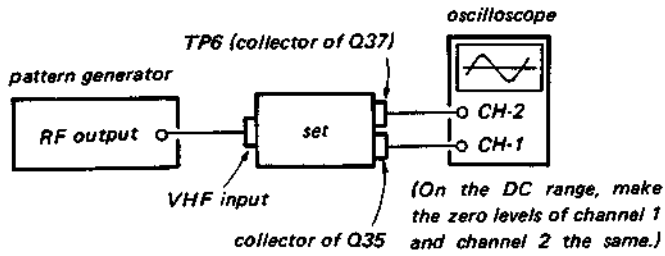 oscilloscope
TP6 (collector of Q37)
pattern generator
RF output
set
CH-2
CH-1
VHF input
collector of Q35
(On the DC range, make
the zero levels of channel 1
and channel 2 the same.)